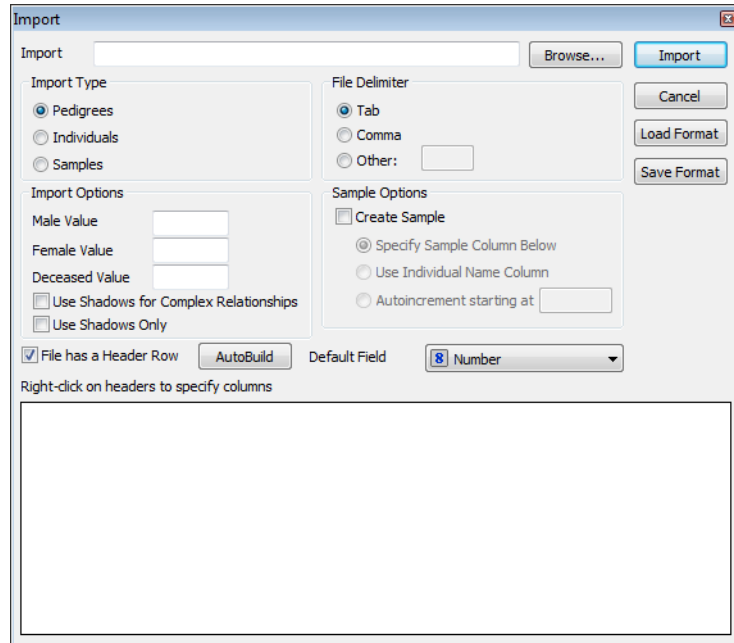 Import
Import Browse... Import
Import Type File Delimiter
Pedigrees Tab Cancel
Individuals Comma Load Format
Samples Other: Save Format
Import Options Sample Options
Male Value Create Sample
Female Value Specify Sample Column Below
Deceased Value Use Individual Name Column
Use Shadows for Complex Relationships Autoincrement starting at
Use Shadows Only
File has a Header Row AutoBuild Default Field 8 Number
Right-click on headers to specify columns